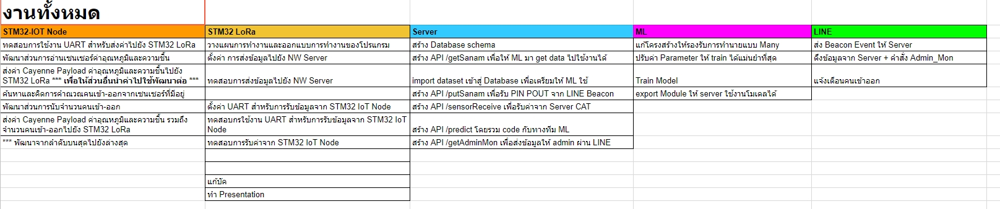 งานทั้งหมด
STM32-IOT Node
STM32 LoRa
Server
ML
LINE
ทดสอบการใช้งาน UART สำหรับส่งค่าไปยัง STM32 LoRa
วางแผนการทำงานและออกแบบการทำงานของโปรแกรม
สร้าง Database schema
แก้โครงสร้างให้รองรับการทำนายแบบ Many
ส่ง Beacon Event ให้ Server
พัฒนาส่วนการอ่านเซนเซอร์ค่าอุณหภูมิและความชื้น
ตั้งค่า การส่งข้อมูลไปยัง NW Server
สร้าง API /getSanam เพื่อให้ ML มา get data ไปใช้งานได้
ปรับค่า Parameter ให้ train ได้แม่นยำที่สุด
ดึงข้อมูลจาก Server + คำสั่ง Admin_Mon
ส่งค่า Cayenne Payload ค่าอุณหภูมิและความชื้นไปยัง
STM32 LoRa *** เพื่อให้ส่วนอื่นนำค่าไปใช้พัฒนาต่อ ***
ทดสอบการส่งข้อมูลไปยัง NW Server
import dataset เข้าสู่ Database เพื่อเตรียมให้ ML ใช้
Train Model
แจ้งเตือนคนเข้าออก
ค้นหาและคิดการคำณวณคนเข้า-ออกจากเซนเซอร์ที่มีอยู่
สร้าง API /putSanam เพื่อรับ PIN POUT จาก LINE Beacon
export Module ให้ server ใช้งานโมเดลได้
พัฒนาส่วนการนับจำนวนคนเข้า-ออก
ตั้งค่า UART สำหรับการรับข้อมูลจาก STM32 IoT Node
สร้าง API /sensorReceive เพื่อรับค่าจาก Server CAT
ส่งค่า Cayenne Payload ค่าอุณหภูมิและความชื้น รวมถึง
จำนวนคนเข้า-ออกไปยัง STM32 LoRa
ทดสอบกรใช้งาน UART สำหรับการรับข้อมูลจาก STM32 IoT
Node
สร้าง API /predict โดยรวม code กับทางทีม ML
*** พัฒนาจากลำดับบนสุดไปยังล่างสุด
ทดสอบการรับค่าจาก STM32 IoT Node
สร้าง API /getAdminMon เพื่อส่งข้อมูลให้ admin ผ่าน LINE
แก้บัค
ทำ Presentation